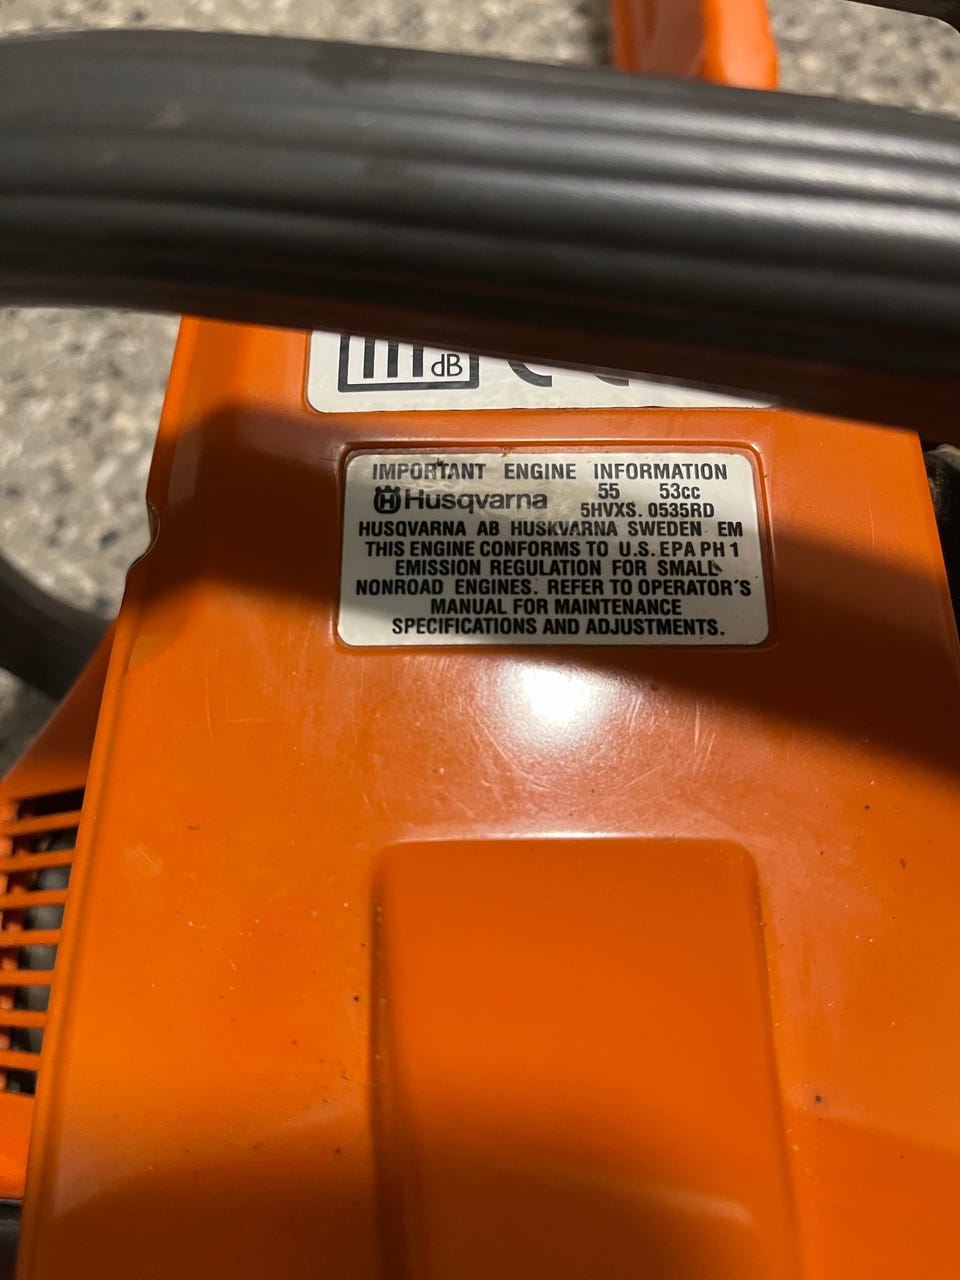 dB
IMPORTANT ENGINE INFORMATION
Husqvarna 55 53cc
5HVXS. 0535RD
HUSQVARNA AB HUSKVARNA SWEDEN EM
THIS ENGINE CONFORMS TO U.S. EPA PH 1
EMISSION REGULATION FOR SMALL
NONROAD ENGINES. REFER TO OPERATOR´S
MANUAL FOR MAINTENANCE
SPECIFICATIONS AND ADJUSTMENTS.